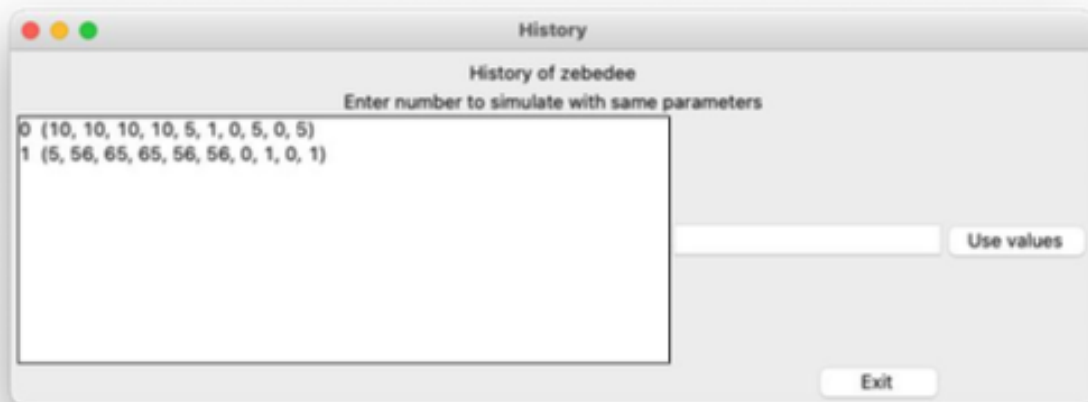 History
History of zebedee
Enter number to simulate with same parameters
0 (10, 10, 10, 10, 5, 1, 0, 5, 0, 5)
1 (5, 56, 65, 65, 56, 56, 0, 1, 0, 1)
Use values
Exit